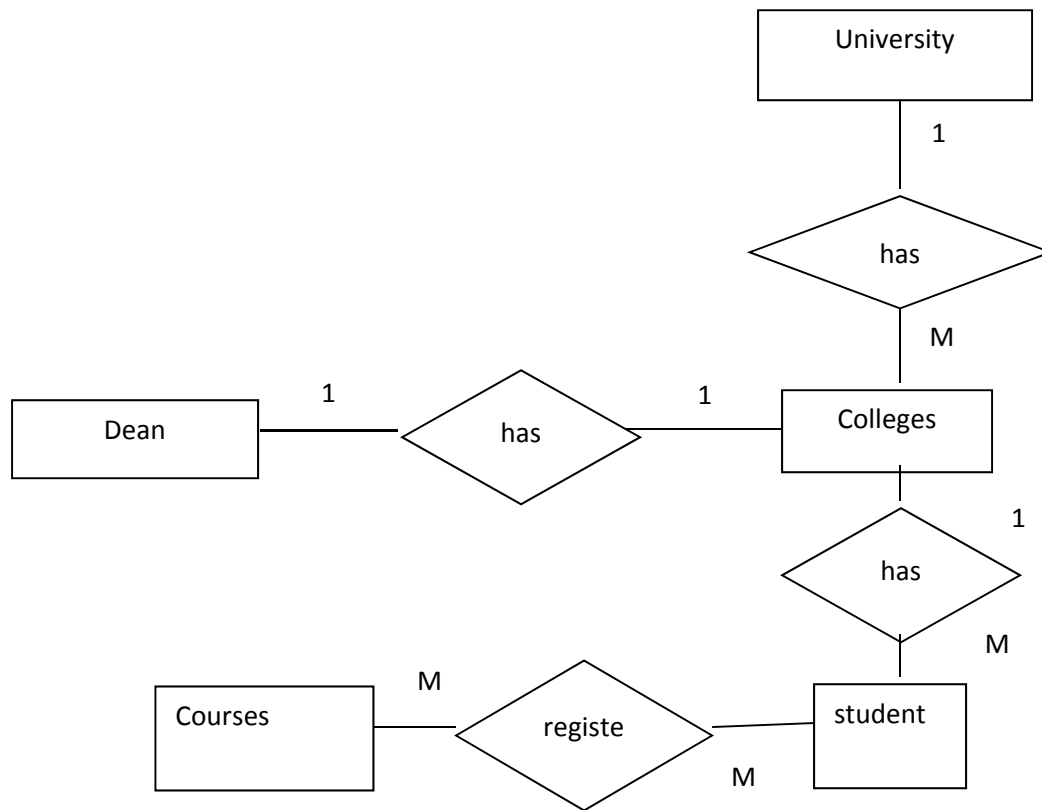 University
1
has
M
Dean
1
has
1
Colleges
1
has
M
Courses
M
registe
M
student